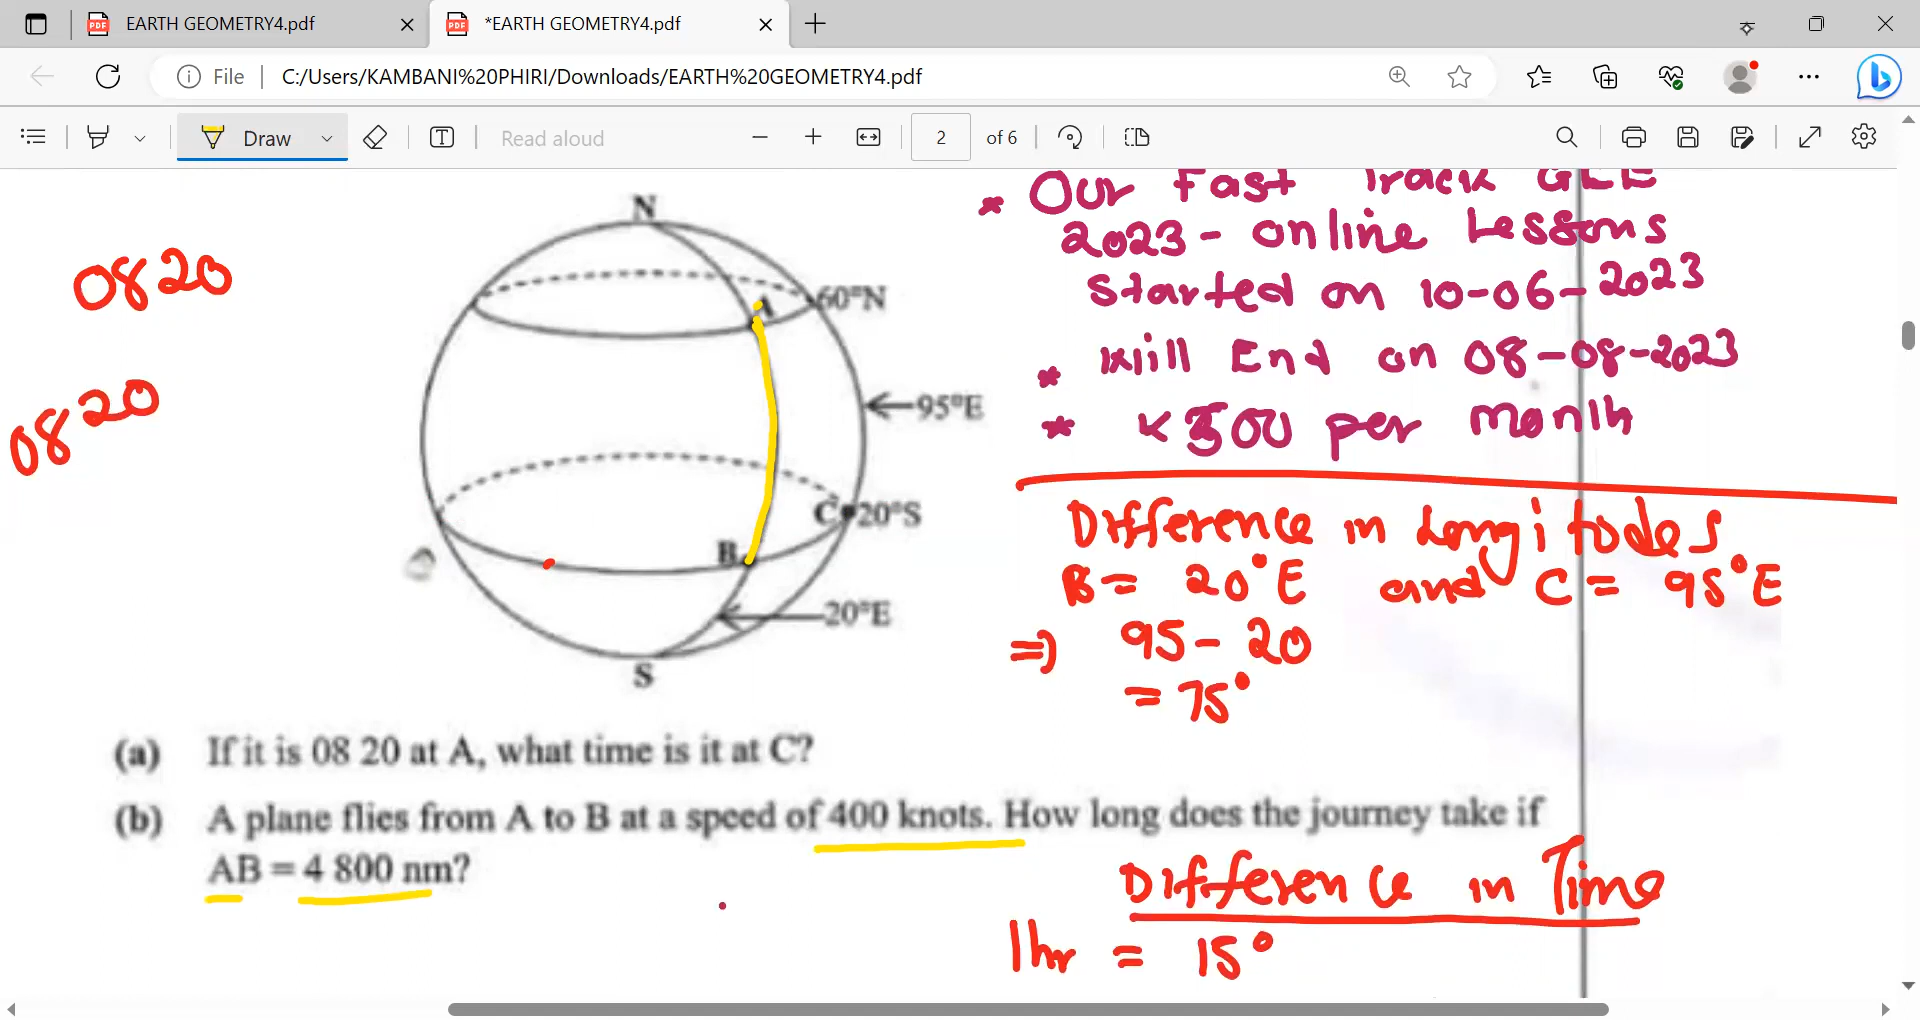 EARTH GEOMETRY4.pdf
*EARTH GEOMETRY4.pdf
File
C:/Users/KAMBANI%20PHIRI/Downloads/EARTH%20GEOMETRY4.pdf
Draw
Read aloud
2 of 6
* Our Fast Track GCE
2023 - Online Lessons
Started on 10-06-2023
* Will End on 08-08-2023
* K500 per month
0820
0820
N
A
60°N
95°E
C 20°S
B
20°E
S
Difference in Longitudes
B = 20°E and C = 95°E
⇒ 95 - 20
= 75°
(a) If it is 08 20 at A, what time is it at C?
(b) A plane flies from A to B at a speed of 400 knots. How long does the journey take if
AB = 4 800 nm?
Difference in Time
1hr = 15°